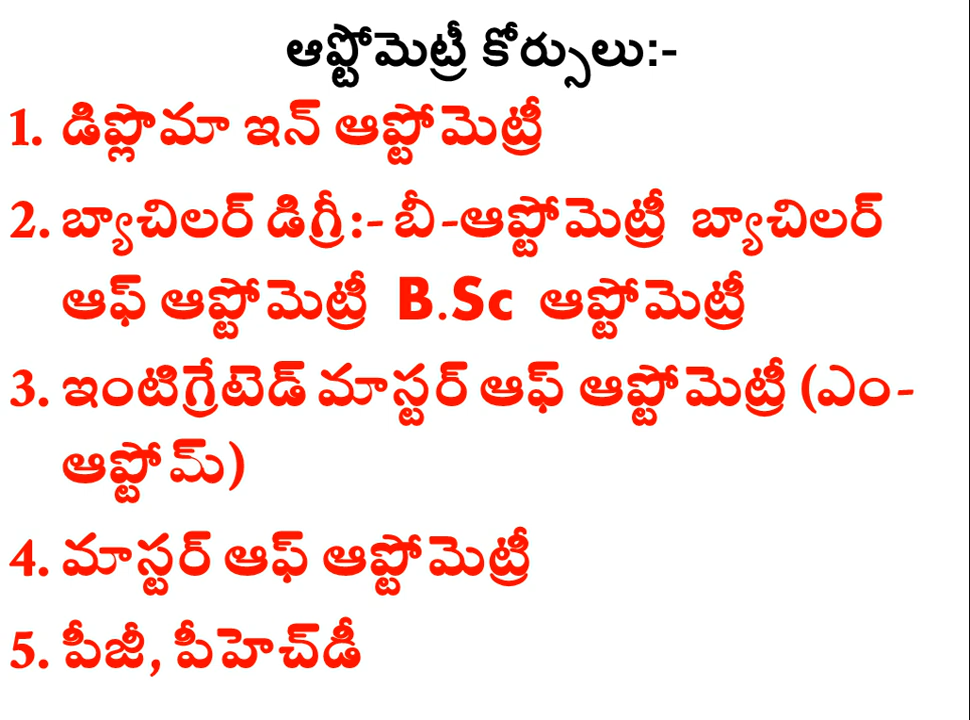 ఆప్టోమెట్రీ కోర్సులు:-
1. డిప్లొమా ఇన్ ఆప్టోమెట్రీ
2. బ్యాచిలర్ డిగ్రీ:- బీ-ఆప్టోమెట్రీ బ్యాచిలర్
ఆఫ్ ఆప్టోమెట్రీ B.Sc ఆప్టోమెట్రీ
3. ఇంటిగ్రేటెడ్ మాస్టర్ ఆఫ్ ఆప్టోమెట్రీ (ఎం-
ఆప్టోమ్)
4. మాస్టర్ ఆఫ్ ఆప్టోమెట్రీ
5. పీజీ, పీహెచ్‌డీ